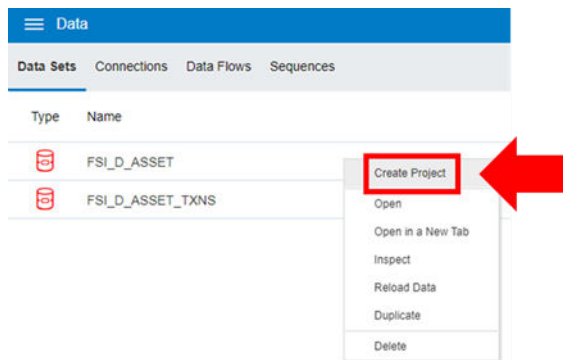 Data
Data Sets Connections Data Flows Sequences
Type Name
FSI_D_ASSET
FSI_D_ASSET_TXNS
Create Project
Open
Open in a New Tab
Inspect
Reload Data
Duplicate
Delete